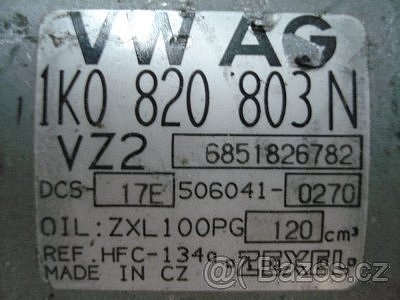 VW AG
1K0 820 803 N
VZ2 6851826782
DCS- 17E 506041- 0270
OIL: ZXL100PG 120 cm³
REF. HFC-134a
MADE IN CZ
Bazos.cz